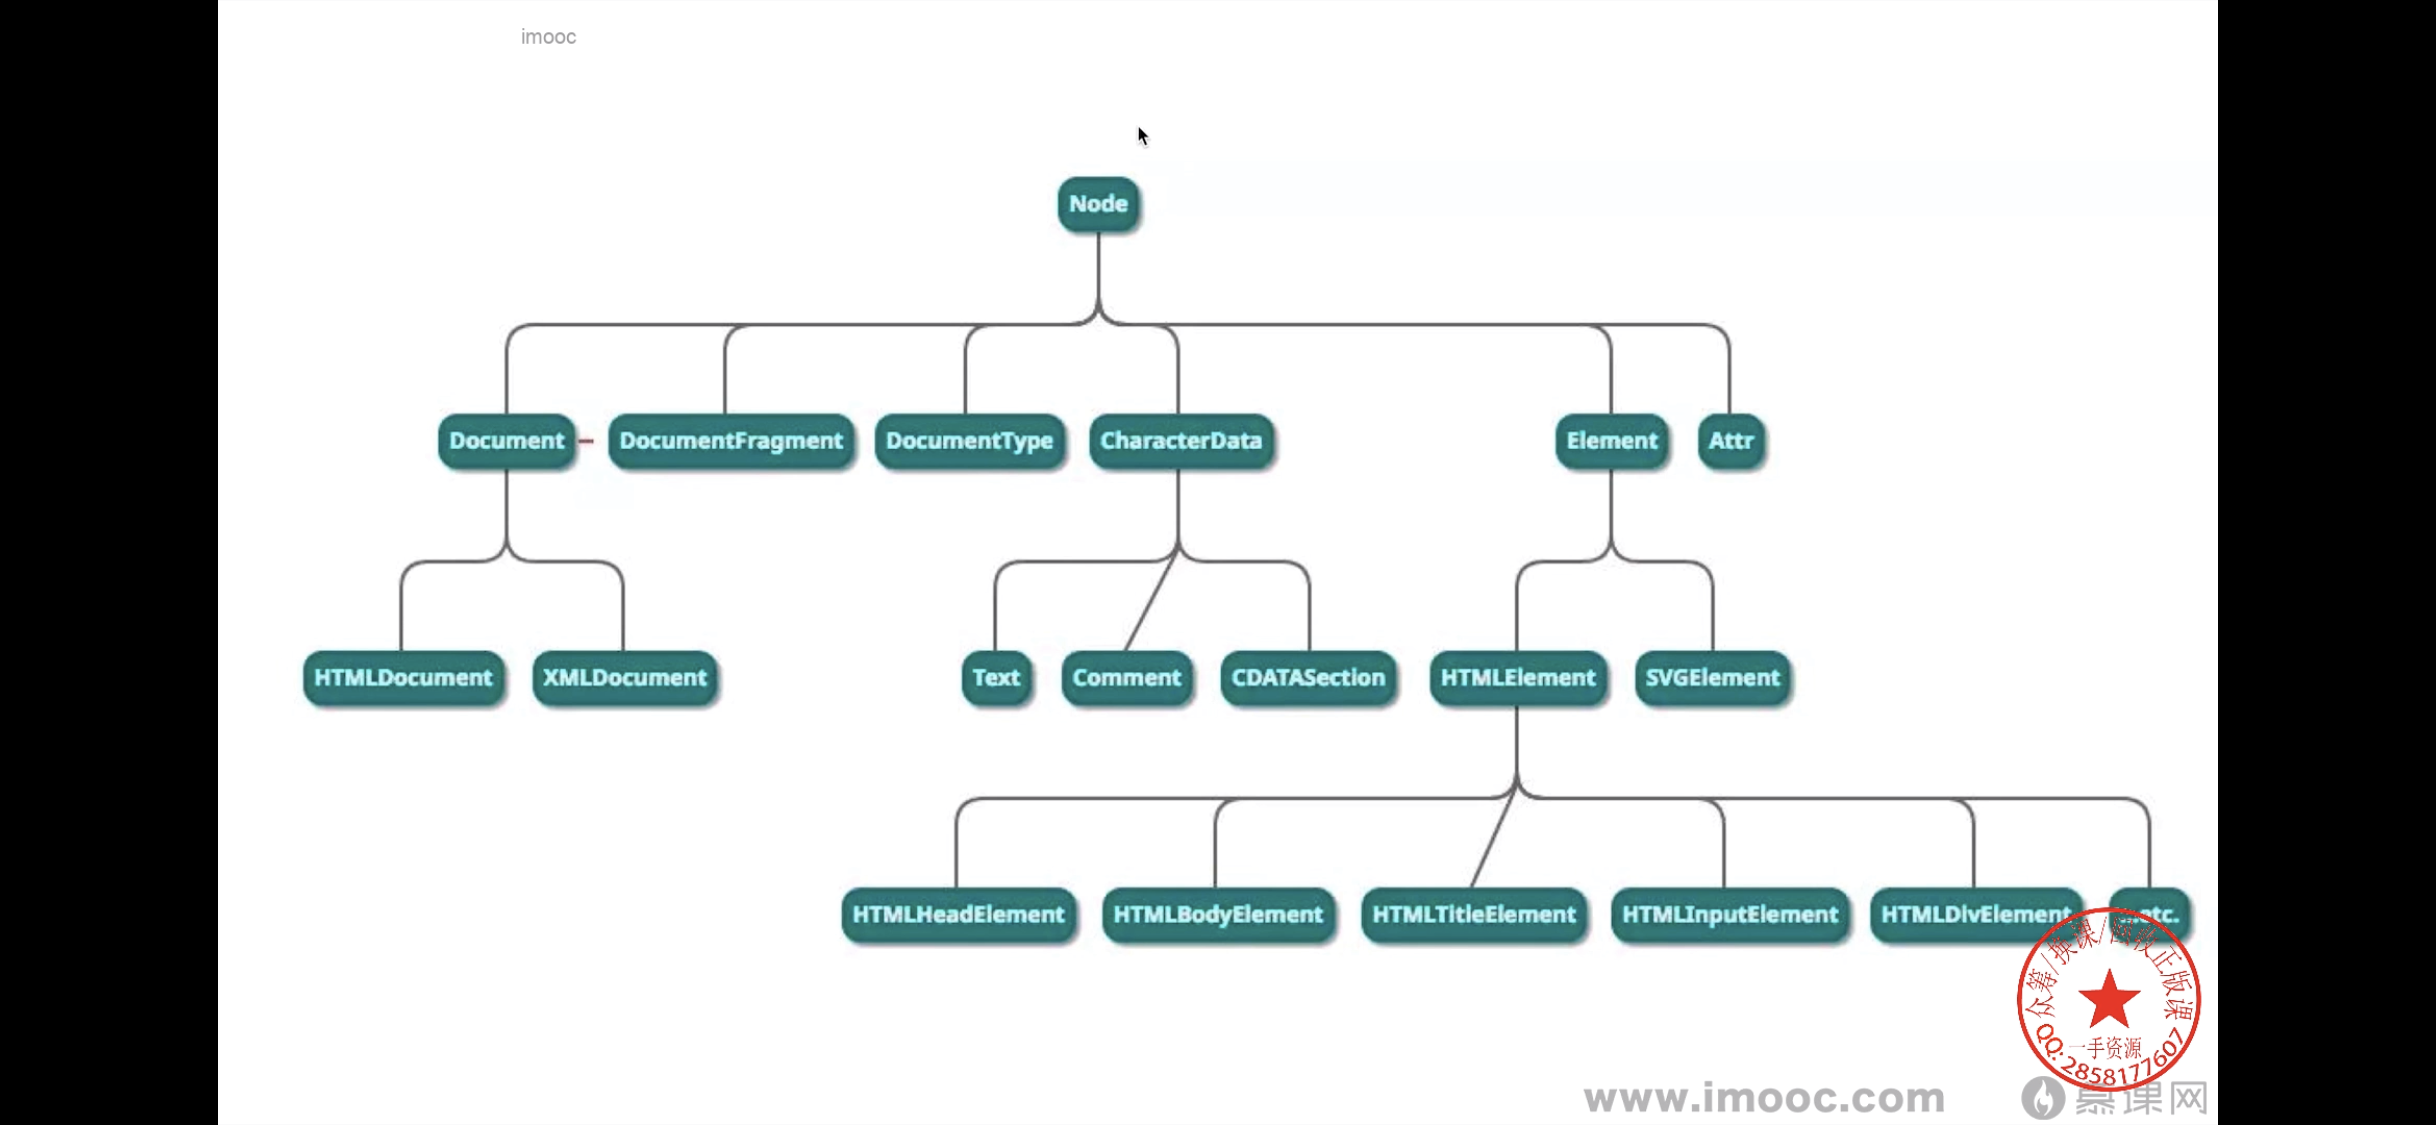 imooc
Node
Document DocumentFragment DocumentType CharacterData Element Attr
HTMLDocument XMLDocument Text Comment CDATASection HTMLElement SVGElement
HTMLHeadElement HTMLBodyElement HTMLTitleElement HTMLInputElement HTMLDIvElement ...etc.
众筹/换课/回收正版课
一手资源
QQ:2858177607
www.imooc.com 慕课网